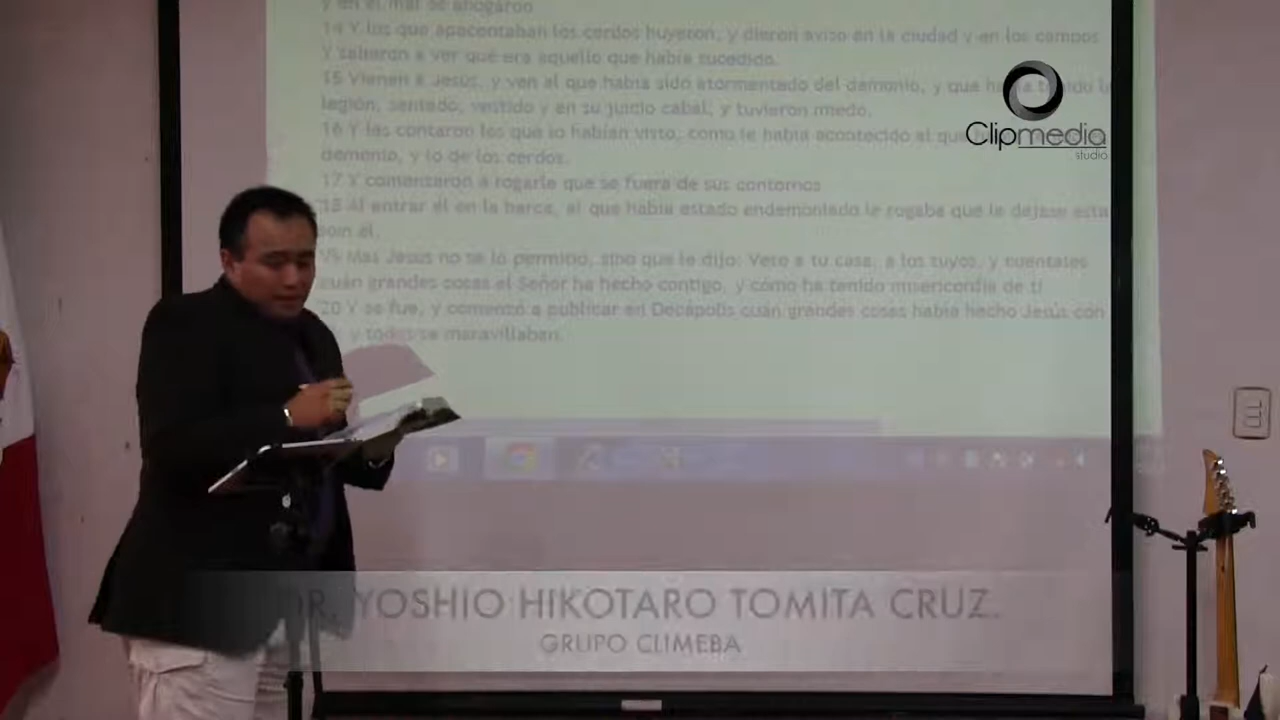 y en el mar se ahogaron
14 Y los que apacentaban los cerdos huyeron, y dieron aviso en la ciudad y en los campos
Y salieron a ver qué era aquello que había sucedido.
15 Vienen a Jesús, y ven al que había sido atormentado del demonio, y que había tenido
legión, sentado, vestido y en su juicio cabal, y tuvieron miedo.
16 Y les contaron los que lo habían visto, cómo le había acontecido al que
demonio, y lo de los cerdos.
17 Y comenzaron a rogarle que se fuera de sus contornos
18 Al entrar él en la barca, el que había estado endemoniado le rogaba que le dejase esta
con él.
19 Mas Jesús no se lo permitió, sino que le dijo: Vete a tu casa, a los tuyos, y cuéntales
cuán grandes cosas el Señor ha hecho contigo, y cómo ha tenido misericordia de ti
20 Y se fue, y comenzó a publicar en Decápolis cuán grandes cosas había hecho Jesús con
y todos se maravillaban.
Clipmedia
studio
DR. YOSHIO HIKOTARO TOMITA CRUZ.
GRUPO CLIMEBA